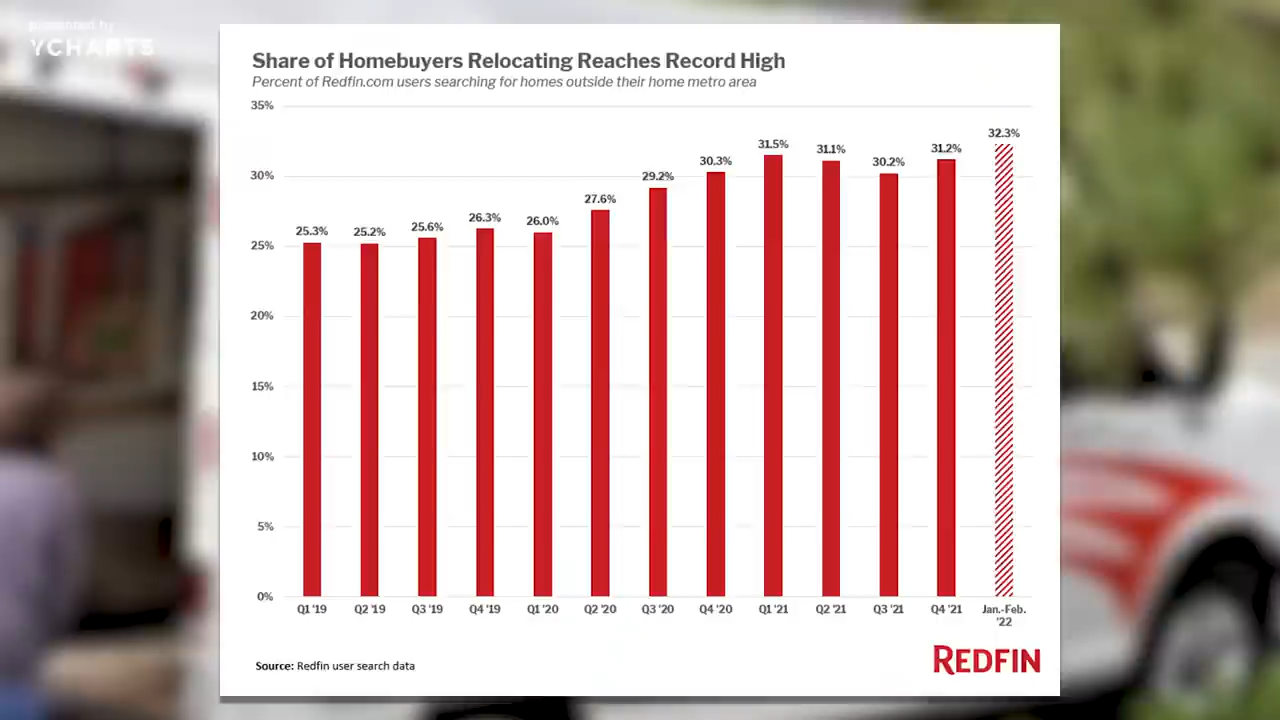 presented by
YCHARTS
Share of Homebuyers Relocating Reaches Record High
Percent of Redfin.com users searching for homes outside their home metro area
35%
30%
25%
20%
15%
10%
5%
0%
25.3%
25.2%
25.6%
26.3%
26.0%
27.6%
29.2%
30.3%
31.5%
31.1%
30.2%
31.2%
32.3%
Q1 '19
Q2 '19
Q3 '19
Q4 '19
Q1 '20
Q2 '20
Q3 '20
Q4 '20
Q1 '21
Q2 '21
Q3 '21
Q4 '21
Jan.-Feb.
'22
Source: Redfin user search data
REDFIN